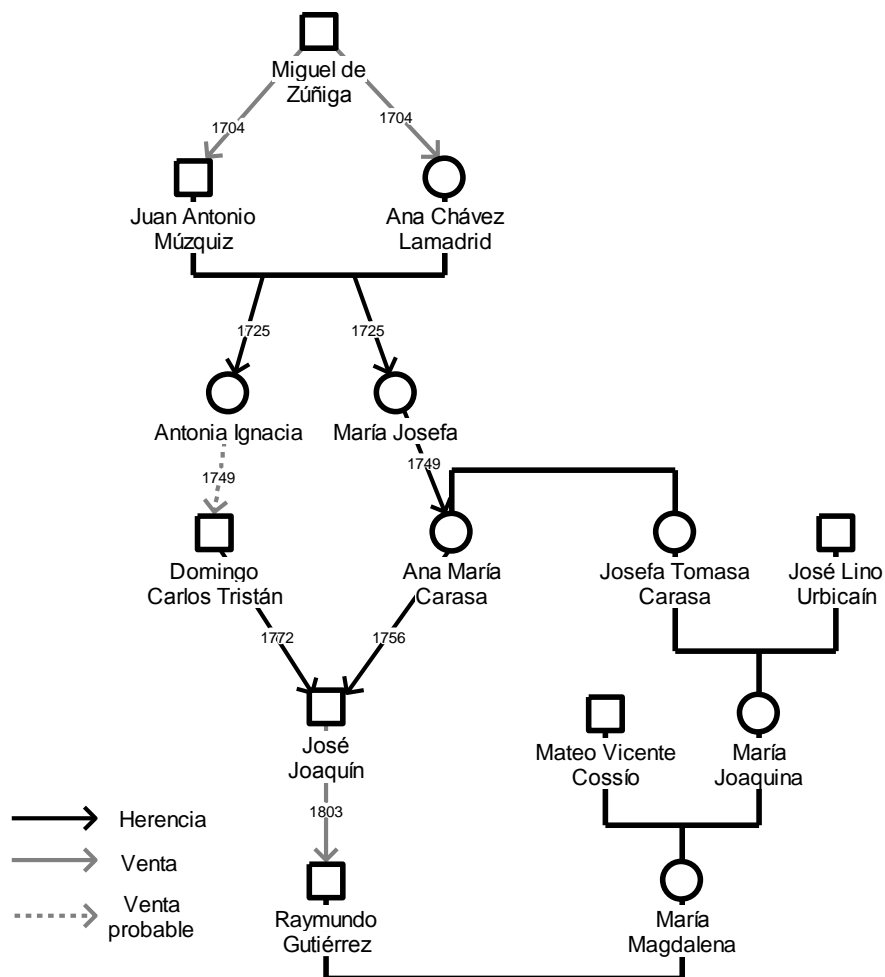 Miguel de
Zúñiga
1704
1704
Juan Antonio
Múzquiz
Ana Chávez
Lamadrid
1725
1725
Antonia Ignacia
María Josefa
1749
1749
Domingo
Carlos Tristán
Ana María
Carasa
Josefa Tomasa
Carasa
José Lino
Urbicaín
1772
1756
José
Joaquín
Mateo Vicente
Cossío
María
Joaquina
1803
Herencia
Venta
Venta
probable
Raymundo
Gutiérrez
María
Magdalena